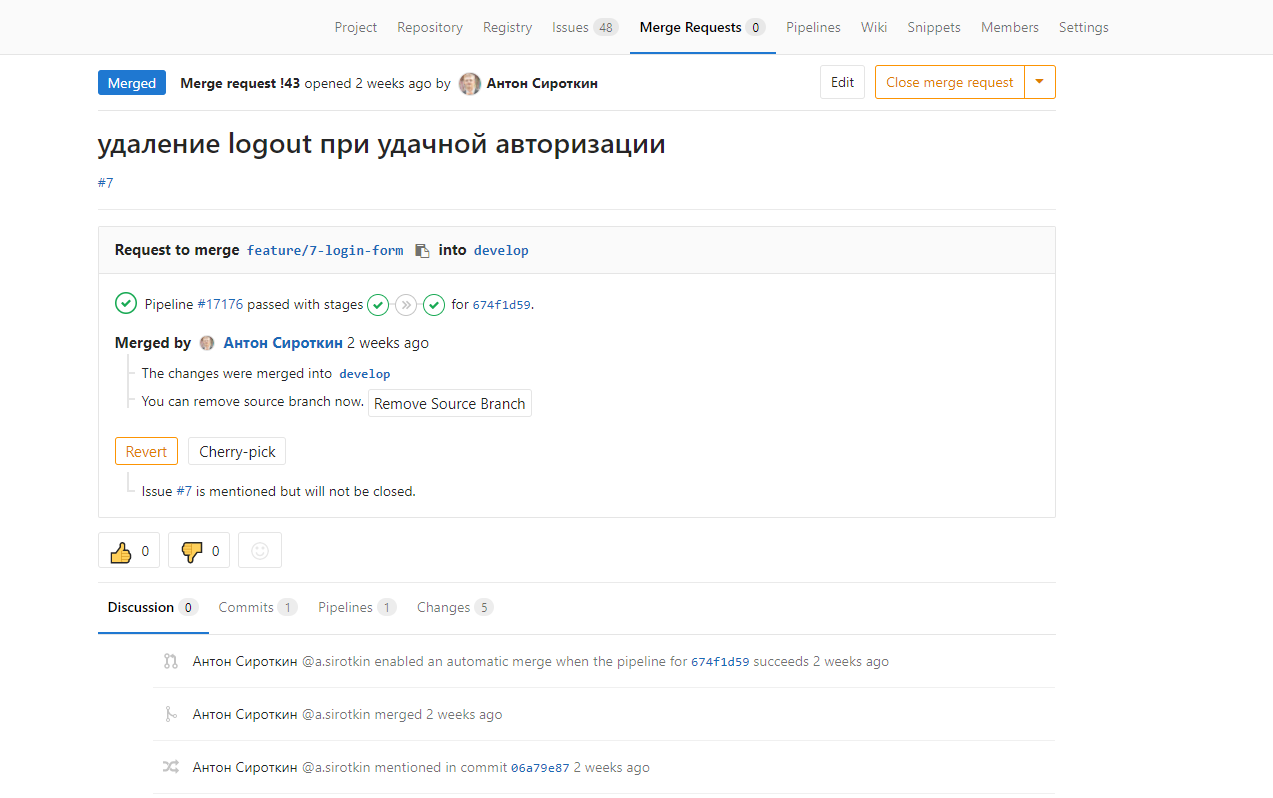 Project Repository Registry Issues 48 Merge Requests 0 Pipelines Wiki Snippets Members Settings
Merged Merge request !43 opened 2 weeks ago by Антон Сироткин Edit Close merge request
удаление logout при удачной авторизации
#7
Request to merge feature/7-login-form into develop
Pipeline #17176 passed with stages for 674f1d59.
Merged by Антон Сироткин 2 weeks ago
The changes were merged into develop
You can remove source branch now. Remove Source Branch
Revert Cherry-pick
Issue #7 is mentioned but will not be closed.
0 0
Discussion 0 Commits 1 Pipelines 1 Changes 5
Антон Сироткин @a.sirotkin enabled an automatic merge when the pipeline for 674f1d59 succeeds 2 weeks ago
Антон Сироткин @a.sirotkin merged 2 weeks ago
Антон Сироткин @a.sirotkin mentioned in commit 06a79e87 2 weeks ago